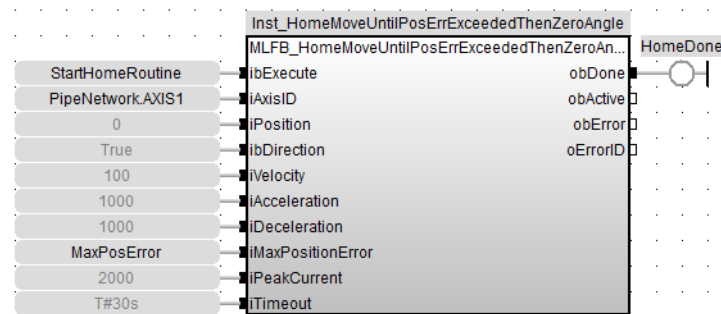 Inst_HomeMoveUntilPosErrExceededThenZeroAngle
MLFB_HomeMoveUntilPosErrExceededThenZeroAn... HomeDone
StartHomeRoutine ibExecute obDone
PipeNetwork.AXIS1 iAxisID obActive
0 iPosition obError
True ibDirection oErrorID
100 iVelocity
1000 iAcceleration
1000 iDeceleration
MaxPosError iMaxPositionError
2000 iPeakCurrent
T#30s iTimeout